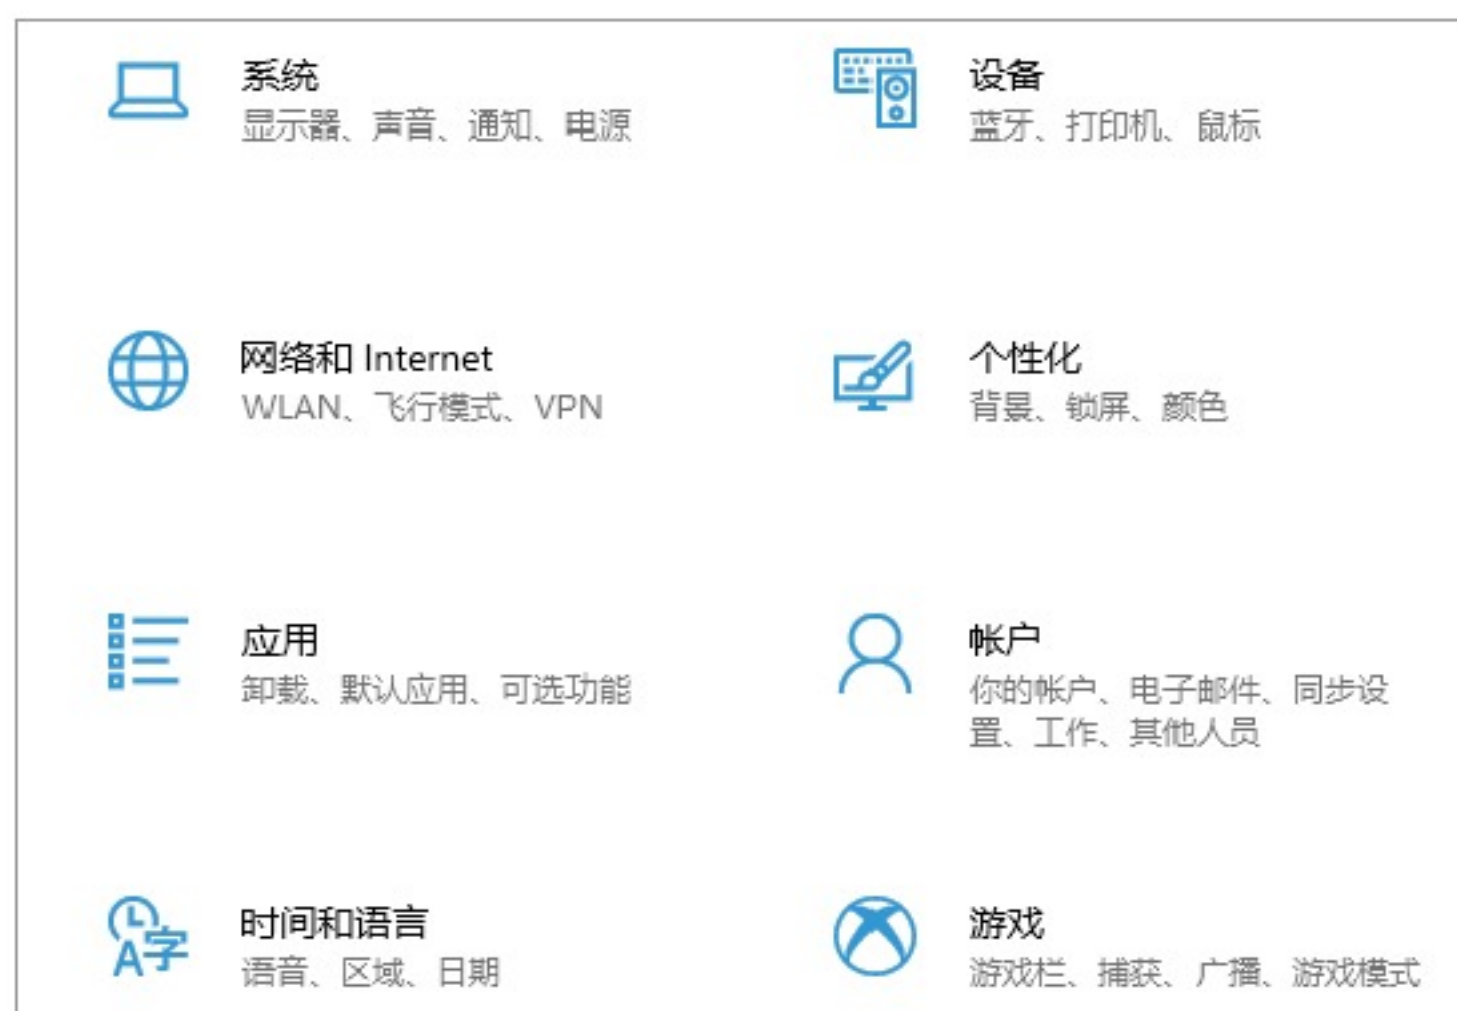 系统
显示器、声音、通知、电源
设备
蓝牙、打印机、鼠标
网络和 Internet
WLAN、飞行模式、VPN
个性化
背景、锁屏、颜色
应用
卸载、默认应用、可选功能
帐户
你的帐户、电子邮件、同步设
置、工作、其他人员
A字
时间和语言
语音、区域、日期
游戏
游戏栏、捕获、广播、游戏模式